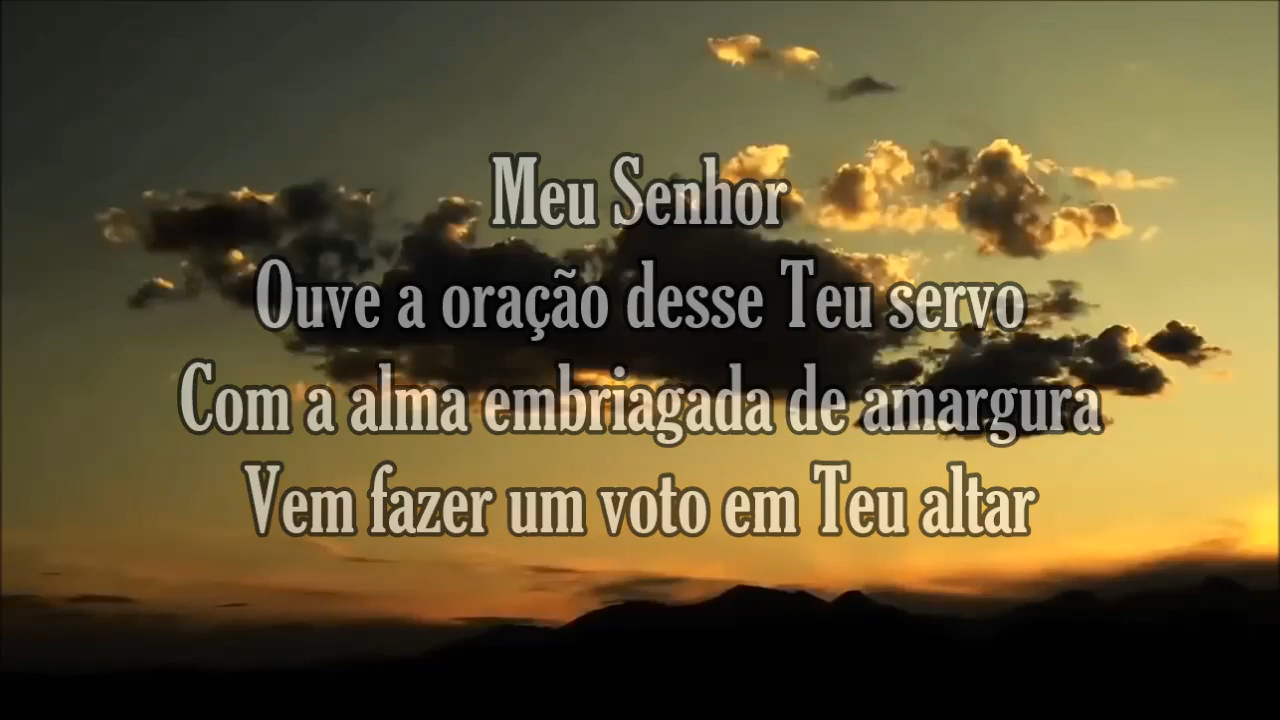 Meu Senhor
Ouve a oração desse Teu servo
Com a alma embriagada de amargura
Vem fazer um voto em Teu altar